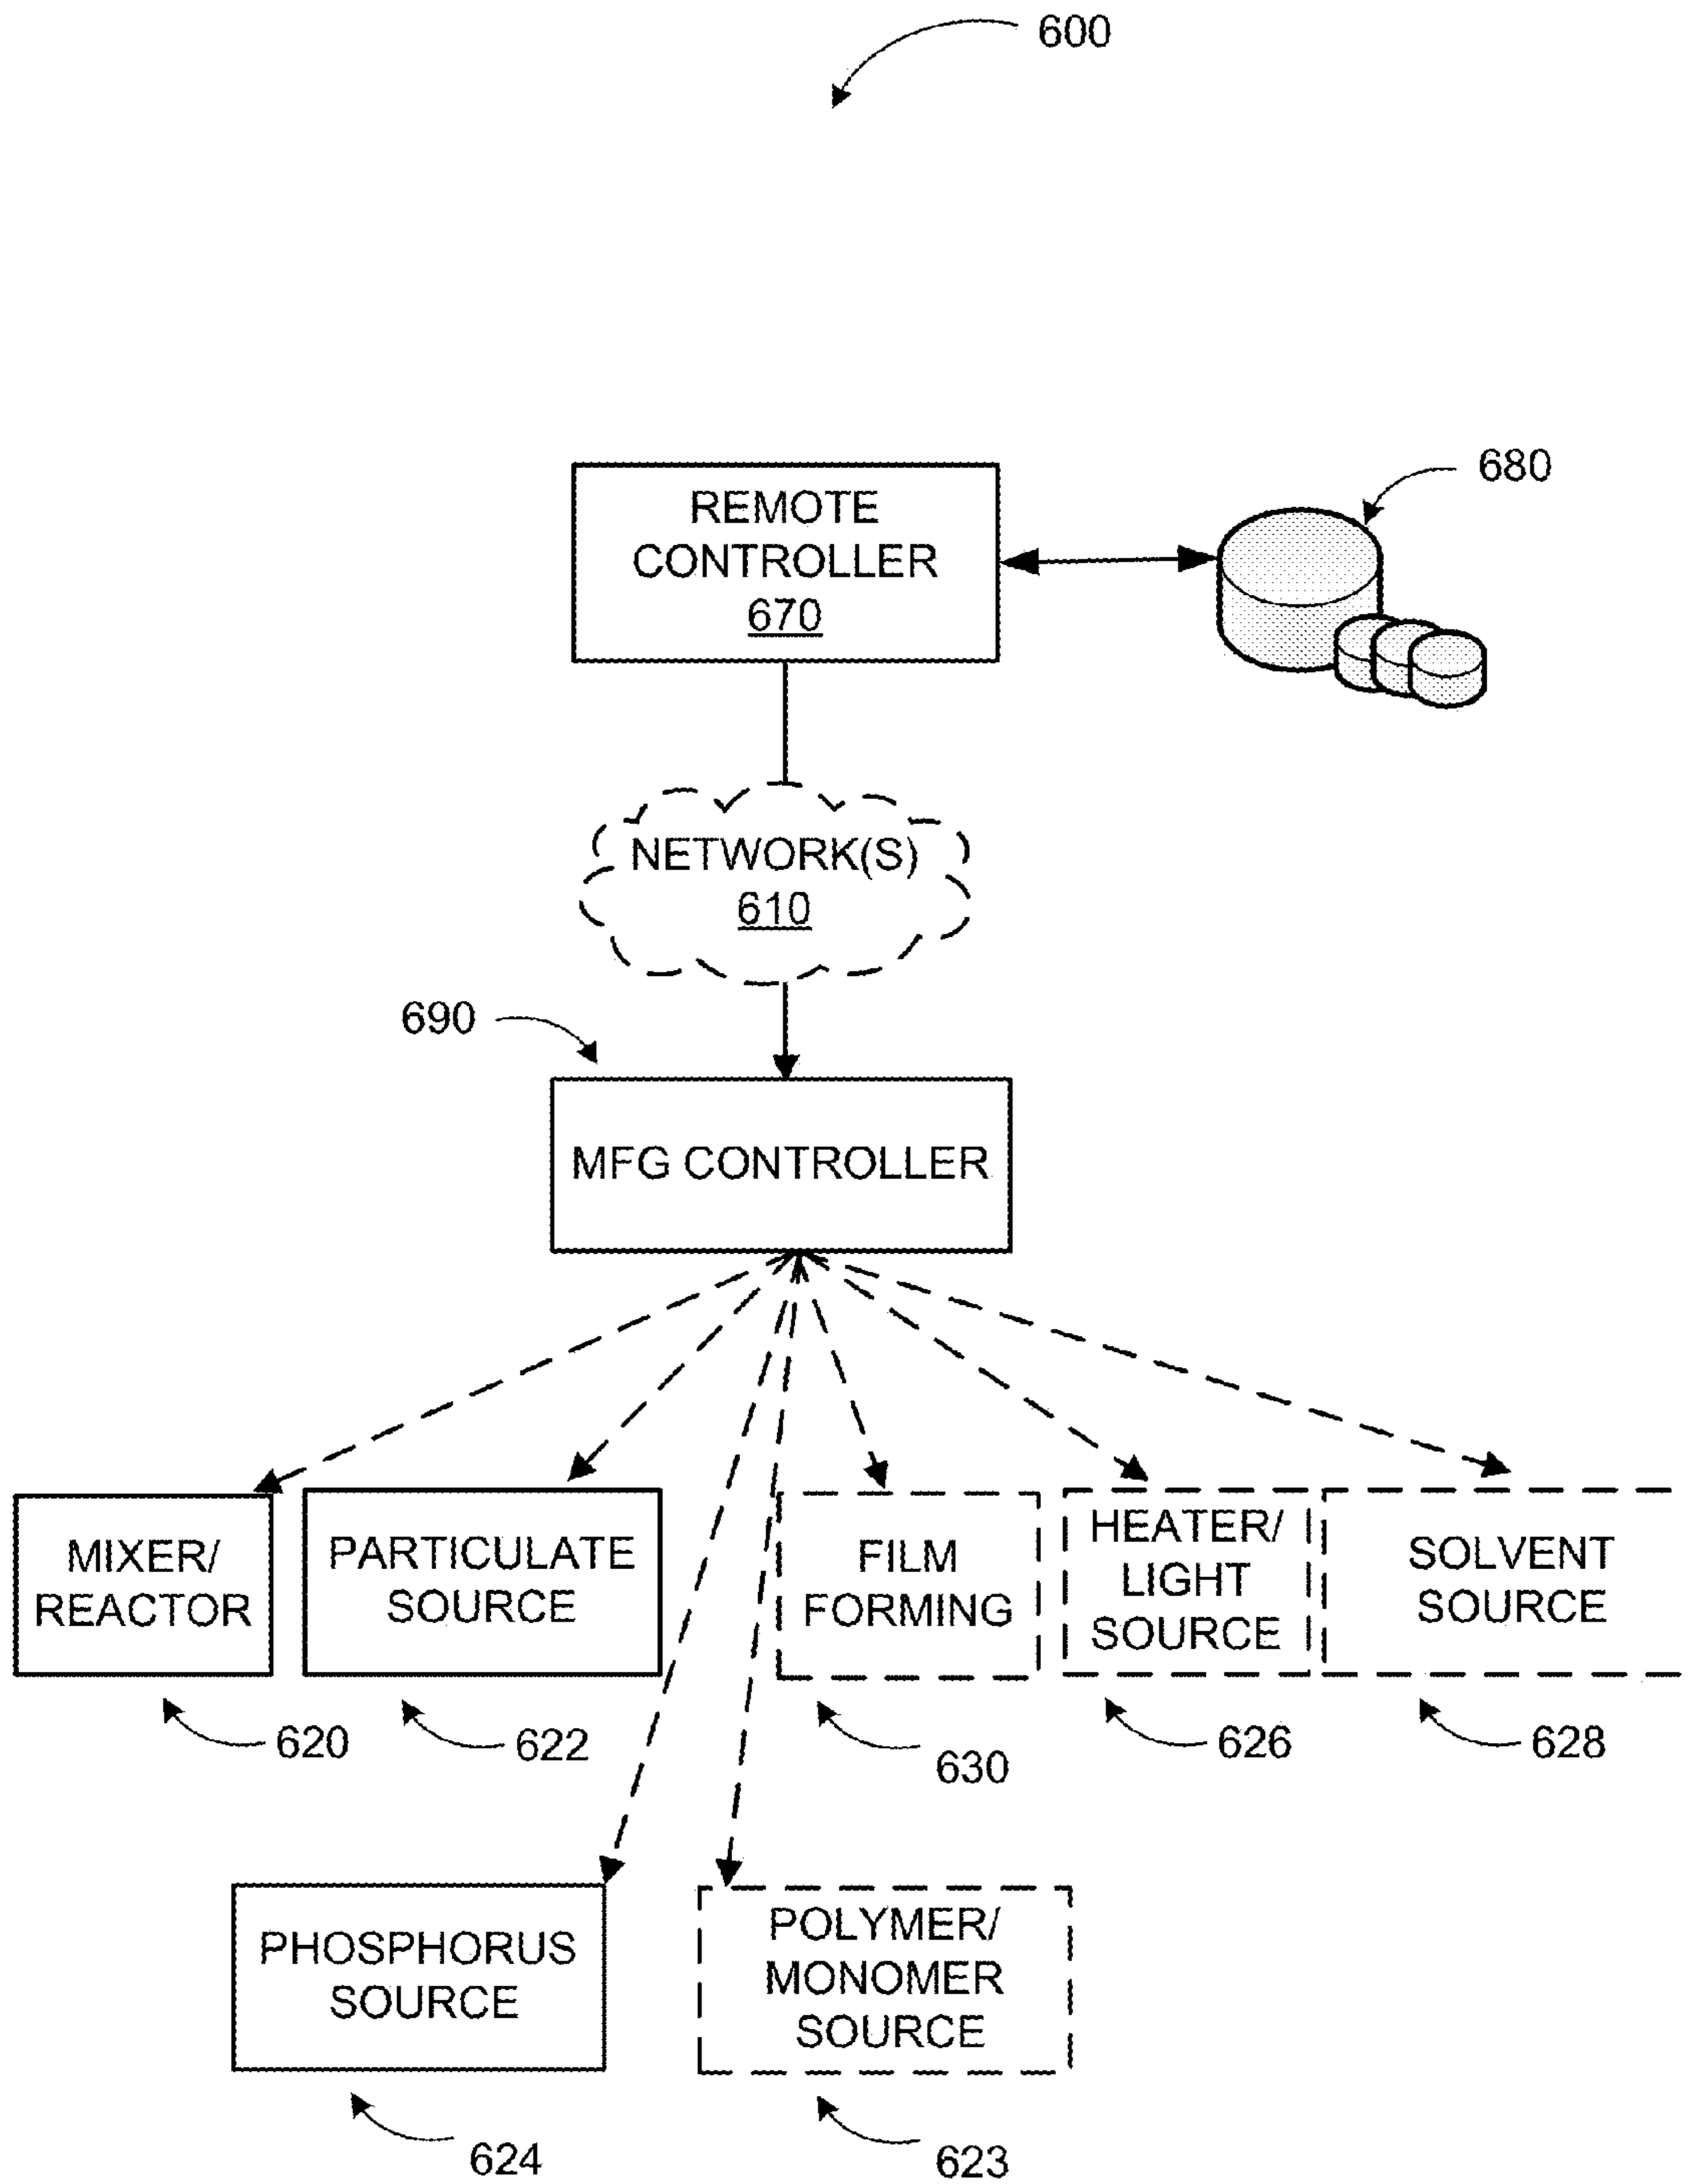 600
680
REMOTE
CONTROLLER
670
NETWORK(S)
610
690
MFG CONTROLLER
MIXER/
REACTOR
PARTICULATE
SOURCE
FILM
FORMING
HEATER/
LIGHT
SOURCE
SOLVENT
SOURCE
620
622
630
626
628
PHOSPHORUS
SOURCE
POLYMER/
MONOMER
SOURCE
624
623